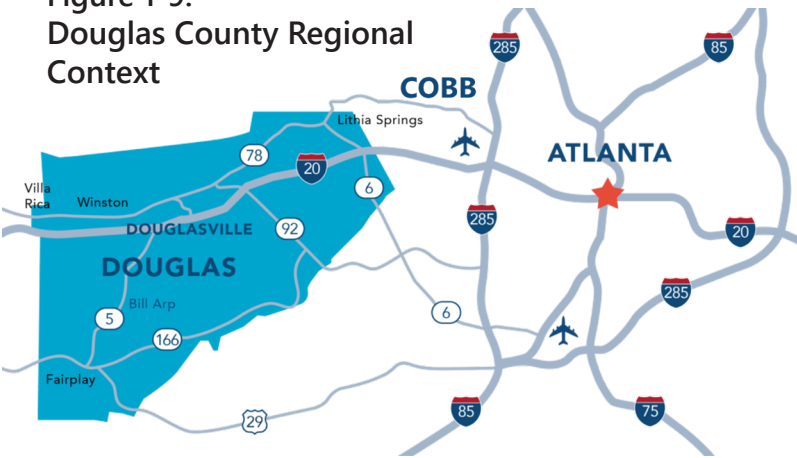 Figure 1-9:
Douglas County Regional
Context
285
85
COBB
Lithia Springs
ATLANTA
78
20
6
Villa
Rica
Winston
285
DOUGLASVILLE
92
20
DOUGLAS
285
Bill Arp
5
6
166
Fairplay
85
75
29